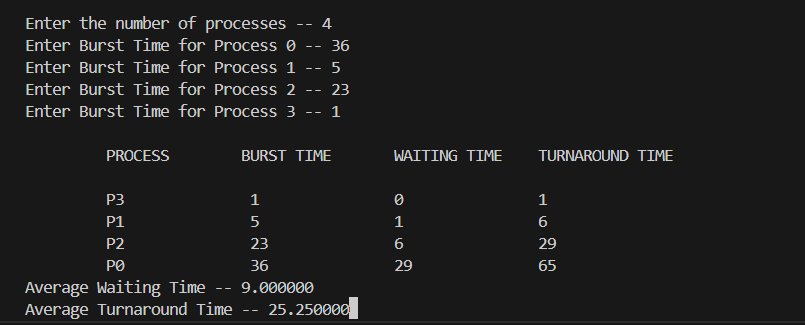 Enter the number of processes -- 4
Enter Burst Time for Process 0 -- 36
Enter Burst Time for Process 1 -- 5
Enter Burst Time for Process 2 -- 23
Enter Burst Time for Process 3 -- 1
PROCESS BURST TIME WAITING TIME TURNAROUND TIME
P3 1 0 1
P1 5 1 6
P2 23 6 29
P0 36 29 65
Average Waiting Time -- 9.000000
Average Turnaround Time -- 25.250000